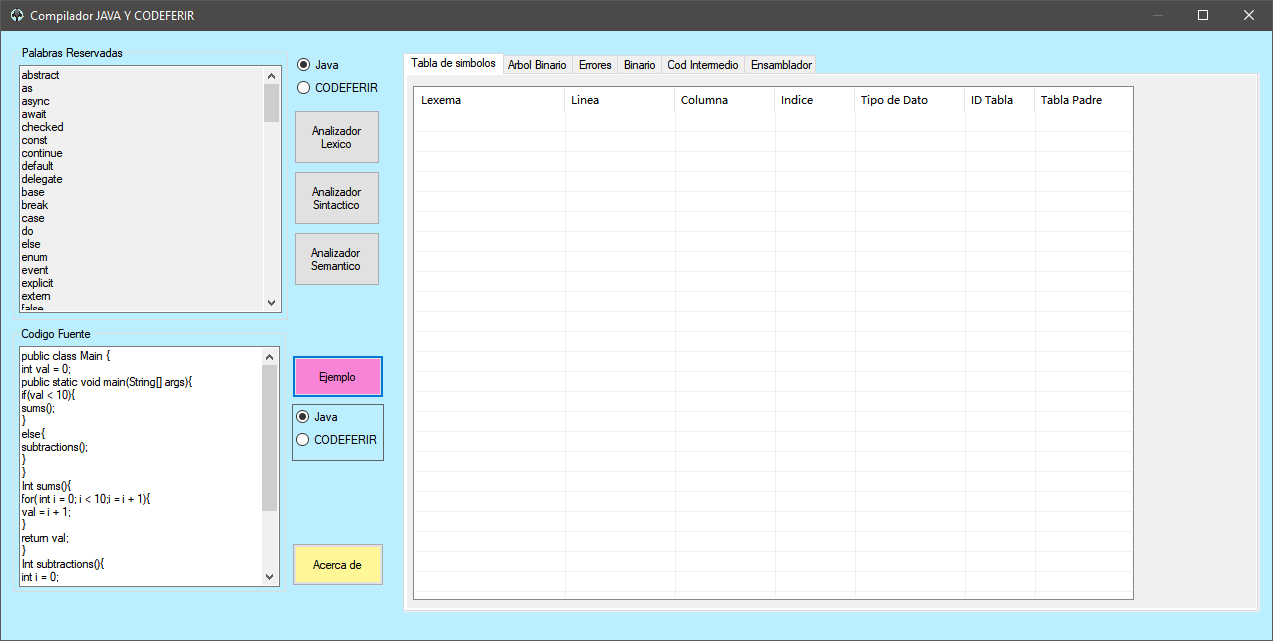 Compilador JAVA Y CODEFERIR
Palabras Reservadas
abstract
as
async
await
checked
const
continue
default
delegate
base
break
case
do
else
enum
event
explicit
extern
false
Java
CODEFERIR
Analizador
Lexico
Analizador
Sintactico
Analizador
Semantico
Codigo Fuente
public class Main {
int val = 0;
public static void main(String[] args){
if(val < 10){
sums();
}
else{
subtractions();
}
}
Int sums(){
for( int i = 0; i < 10;i = i + 1){
val = i + 1;
}
return val;
}
Int subtractions(){
int i = 0;
Ejemplo
Java
CODEFERIR
Acerca de
Tabla de simbolos Arbol Binario Errores Binario Cod Intermedio Ensamblador
Lexema Linea Columna Indice Tipo de Dato ID Tabla Tabla Padre